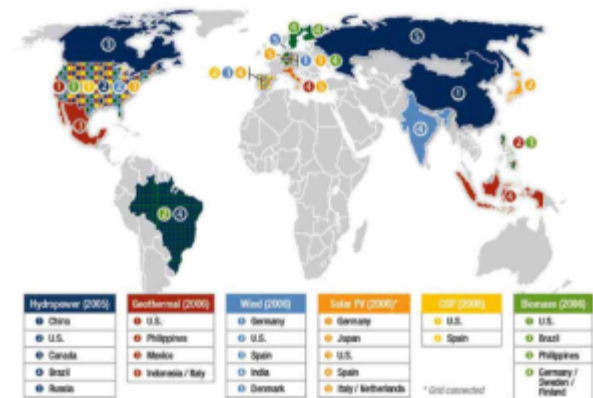 Hydropower (2005)
China
U.S.
Canada
Brazil
Russia
Geothermal (2006)
U.S.
Philippines
Mexico
Indonesia / Italy
Wind (2006)
Germany
U.S.
Spain
India
Denmark
Solar PV (2006)*
Germany
Japan
U.S.
Spain
Italy / Netherlands
CSP (2006)
U.S.
Spain
* Grid connected
Biomass (2006)
U.S.
Brazil
Philippines
Germany /
Sweden /
Finland